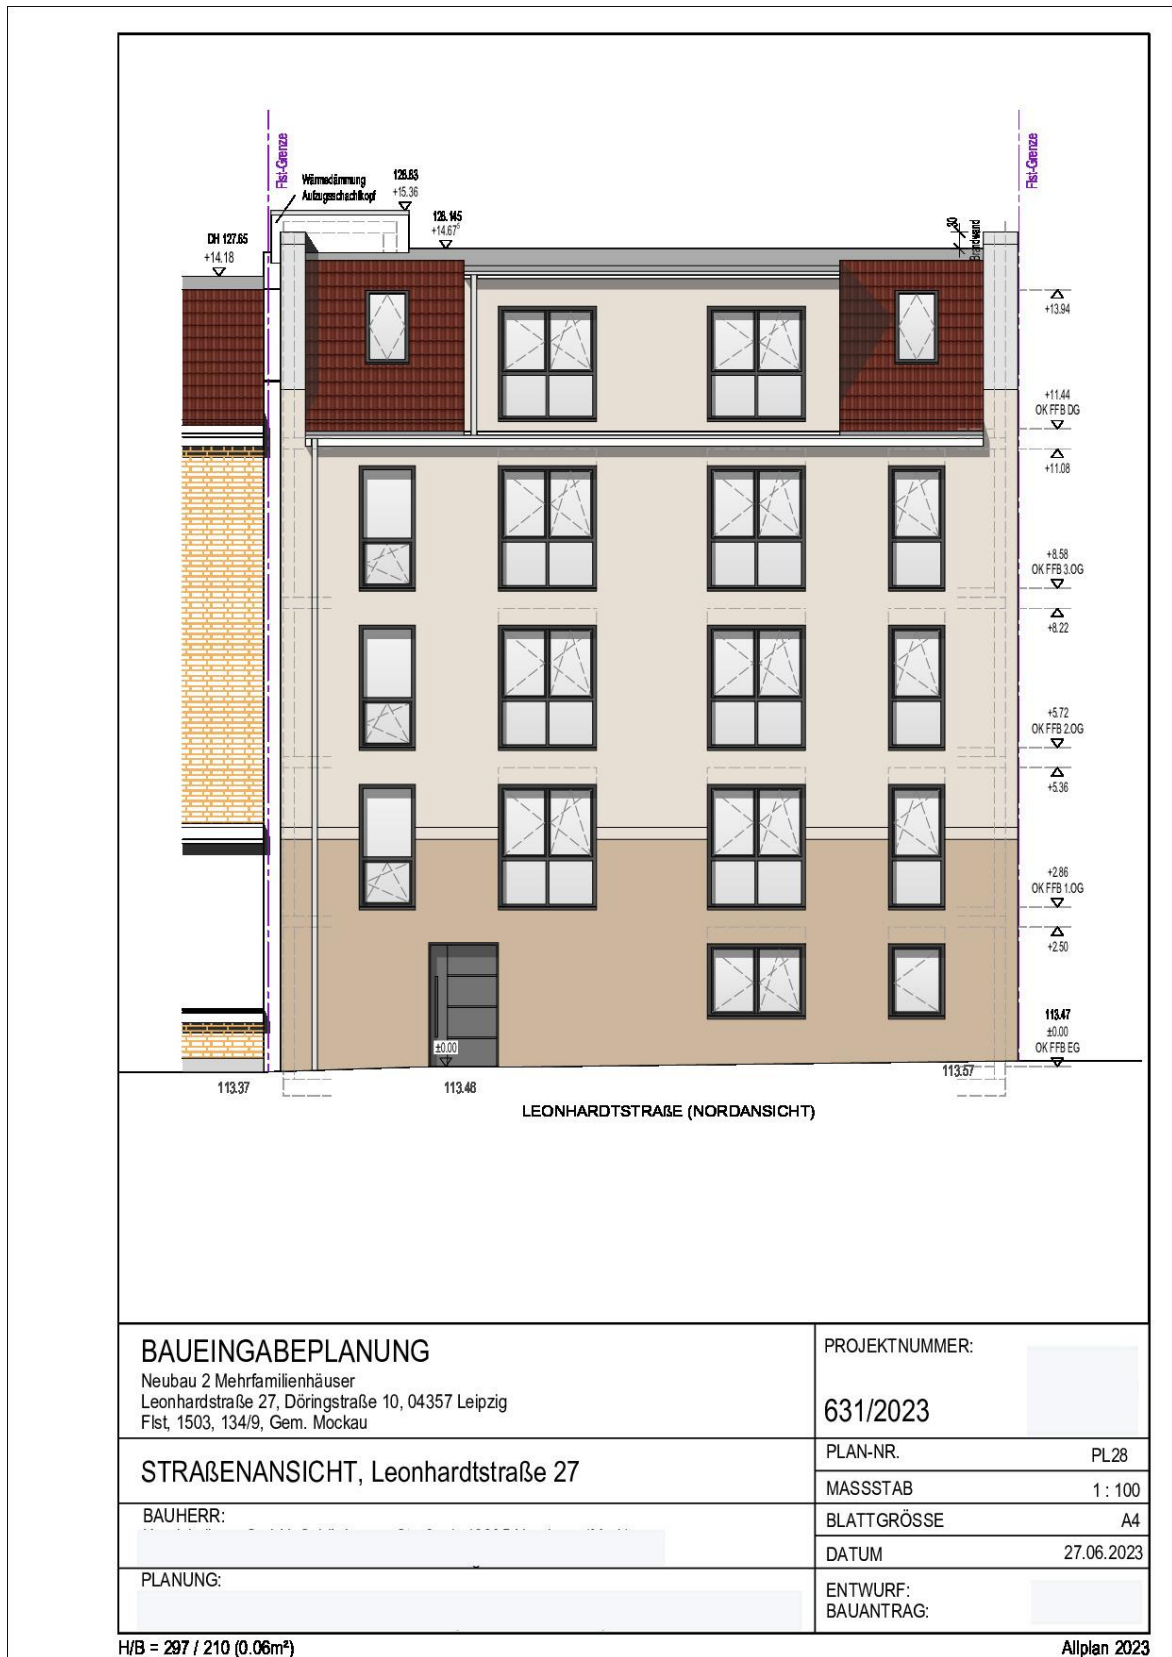 Flst-Grenze
Flst-Grenze
Wärmedämmung
Aufzugsschachtkopf
128.83
+15.36
128.145
+14.67⁵
DH 127.65
+14.18
30
Brandwand
+13.94
+11.44
OK FFB DG
+11.08
+8.58
OK FFB 3.OG
+8.22
+5.72
OK FFB 2.OG
+5.36
+2.86
OK FFB 1.OG
+2.50
113.47
±0.00
OK FFB EG
±0.00
113.37
113.48
113.57
LEONHARDTSTRAßE (NORDANSICHT)
BAUEINGABEPLANUNG
Neubau 2 Mehrfamilienhäuser
Leonhardstraße 27, Döringstraße 10, 04357 Leipzig
Flst, 1503, 134/9, Gem. Mockau
PROJEKTNUMMER:
631/2023
STRAßENANSICHT, Leonhardtstraße 27
PLAN-NR. PL28
MASSSTAB 1 : 100
BAUHERR:
BLATTGRÖSSE A4
DATUM 27.06.2023
PLANUNG:
ENTWURF:
BAUANTRAG:
H/B = 297 / 210 (0.06m²)
Allplan 2023